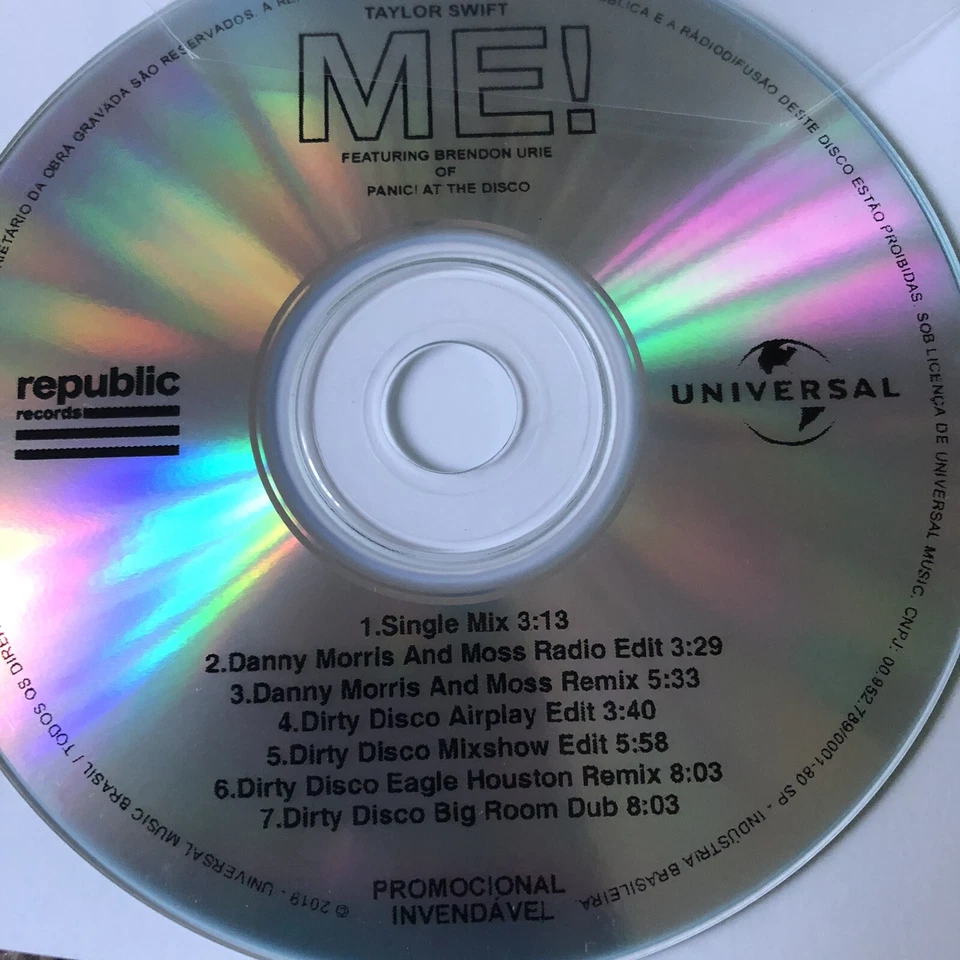 TAYLOR SWIFT
ME!
FEATURING BRENDON URIE
OF
PANIC! AT THE DISCO
republic
records
UNIVERSAL
1.Single Mix 3:13
2.Danny Morris And Moss Radio Edit 3:29
3.Danny Morris And Moss Remix 5:33
4.Dirty Disco Airplay Edit 3:40
5.Dirty Disco Mixshow Edit 5:58
6.Dirty Disco Eagle Houston Remix 8:03
7.Dirty Disco Big Room Dub 8:03
PROMOCIONAL
INVENDÁVEL
© 2019 - UNIVERSAL MUSIC BRASIL / TODOS OS DA OBRA GRAVADA SÃO RESERVADOS. A E A RADIODIFUSÃO DESTE DISCO ESTÃO PROIBIDAS. SOB LICENÇA DE UNIVERSAL MUSIC. CNPJ: 00.952.789/0001-80 SP - INDÚSTRIA BRASILEIRA.